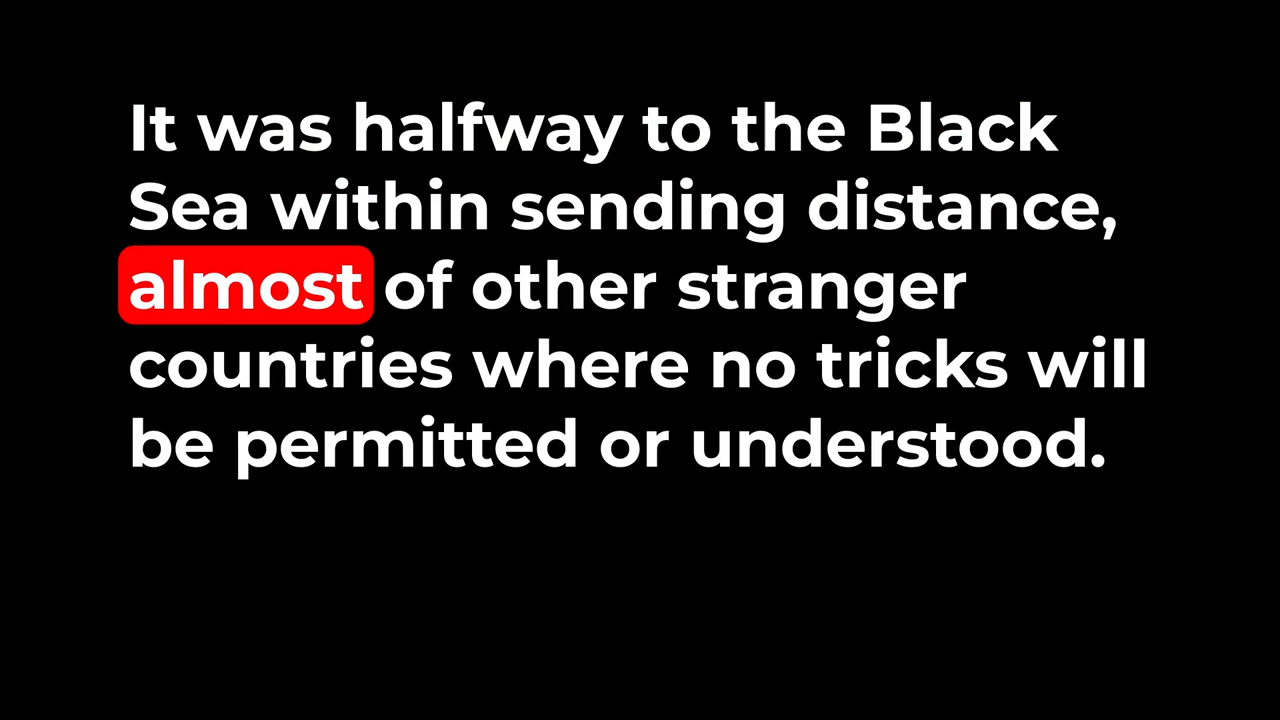 It was halfway to the Black
Sea within sending distance,
almost of other stranger
countries where no tricks will
be permitted or understood.